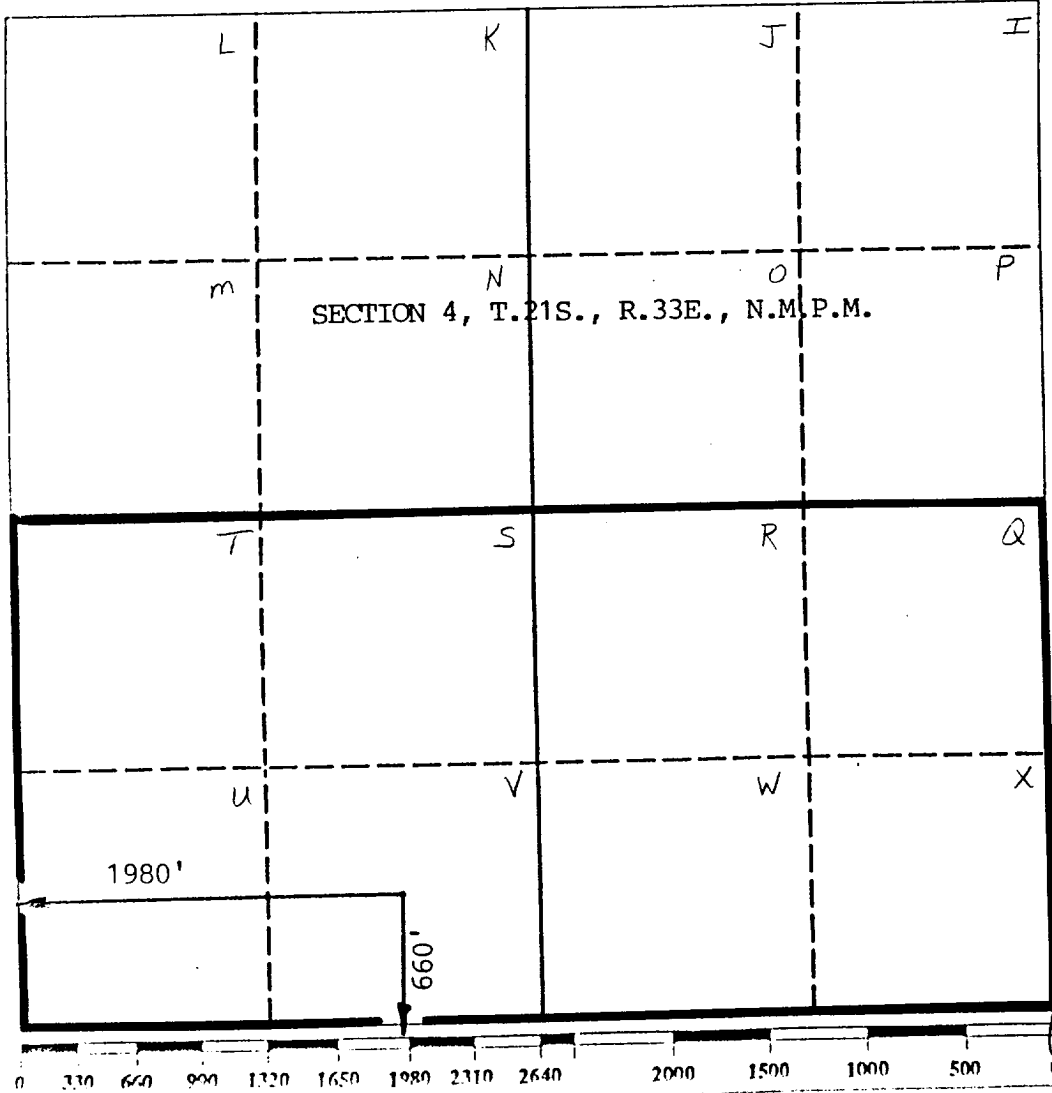 L K J I
m N O P
SECTION 4, T.21S., R.33E., N.M.P.M.
T S R Q
U V W X
1980'
660'
0 330 660 990 1320 1650 1980 2310 2640 2000 1500 1000 500